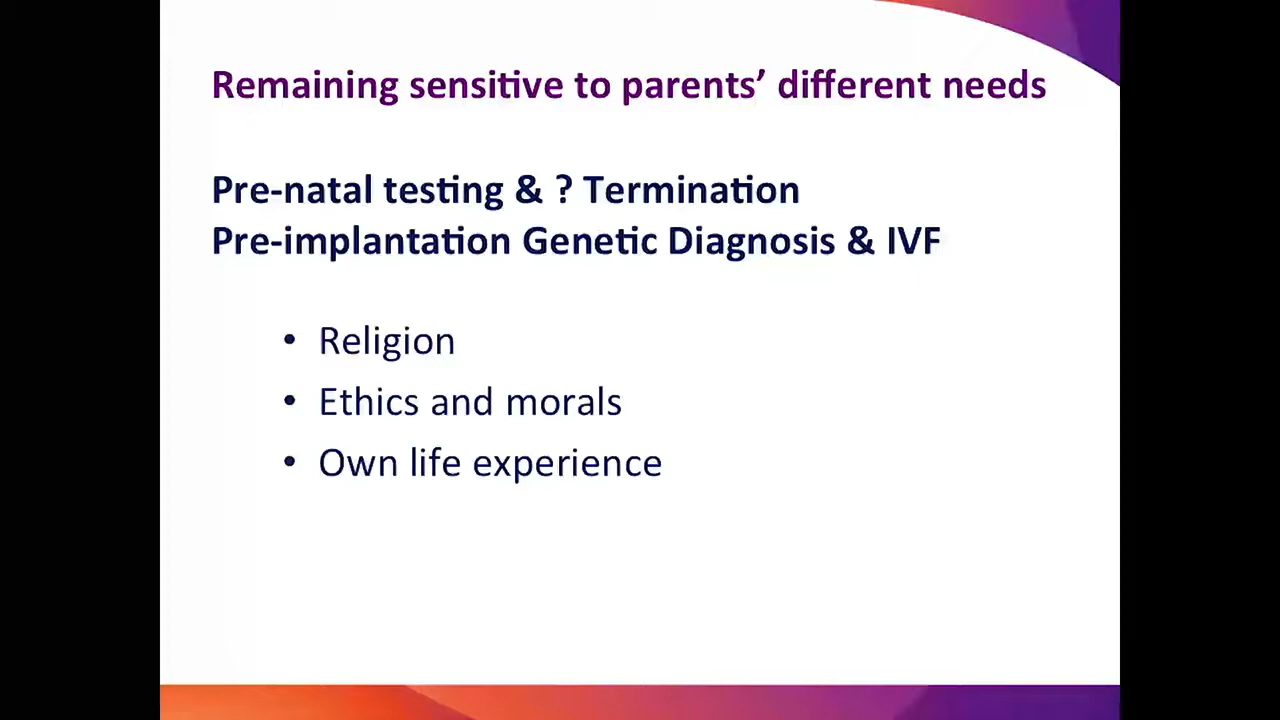 Remaining sensitive to parents’ different needs
Pre-natal testing & ? Termination
Pre-implantation Genetic Diagnosis & IVF
• Religion
• Ethics and morals
• Own life experience